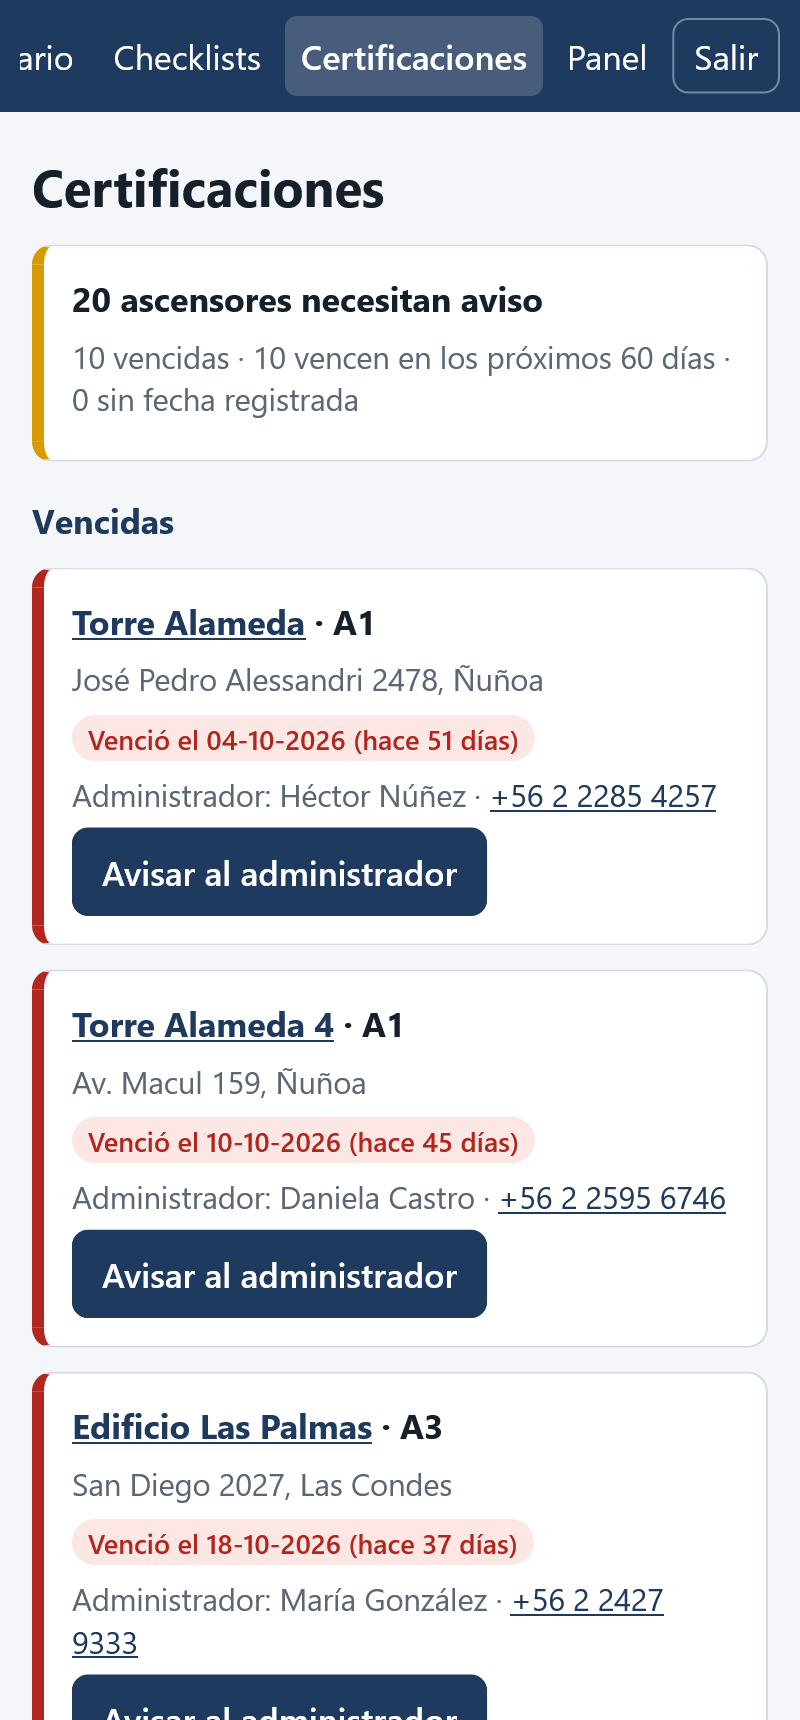 ario Checklists Certificaciones Panel Salir
Certificaciones
20 ascensores necesitan aviso
10 vencidas · 10 vencen en los próximos 60 días ·
0 sin fecha registrada
Vencidas
Torre Alameda · A1
José Pedro Alessandri 2478, Ñuñoa
Venció el 04-10-2026 (hace 51 días)
Administrador: Héctor Núñez · +56 2 2285 4257
Avisar al administrador
Torre Alameda 4 · A1
Av. Macul 159, Ñuñoa
Venció el 10-10-2026 (hace 45 días)
Administrador: Daniela Castro · +56 2 2595 6746
Avisar al administrador
Edificio Las Palmas · A3
San Diego 2027, Las Condes
Venció el 18-10-2026 (hace 37 días)
Administrador: María González · +56 2 2427
9333
Avisar al administrador